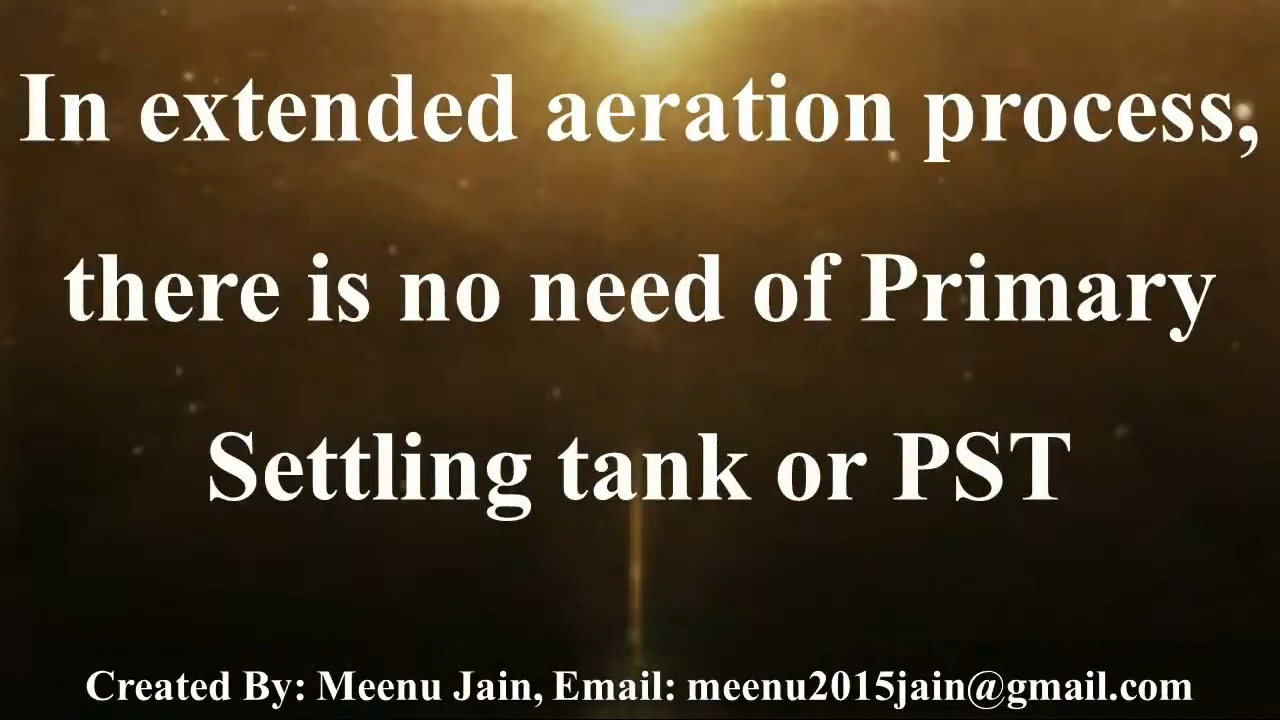 In extended aeration process,
there is no need of Primary
Settling tank or PST
Created By: Meenu Jain, Email: meenu2015jain@gmail.com